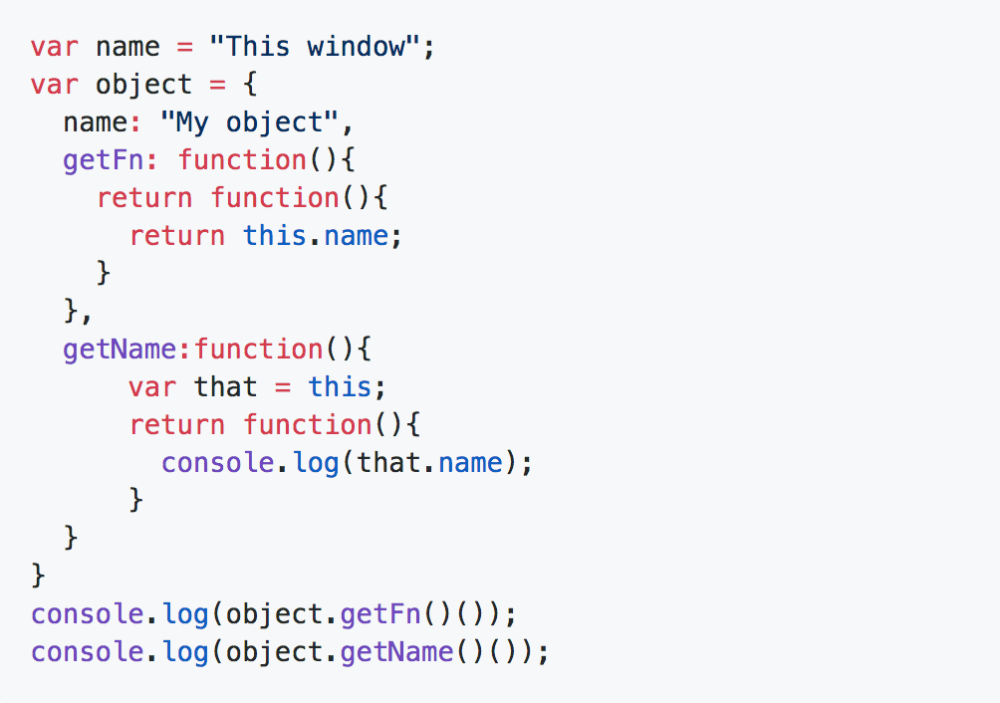 var name = "This window";
var object = {
  name: "My object",
  getFn: function(){
    return function(){
      return this.name;
    }
  },
  getName:function(){
      var that = this;
      return function(){
        console.log(that.name);
      }
  }
}
console.log(object.getFn()());
console.log(object.getName()());